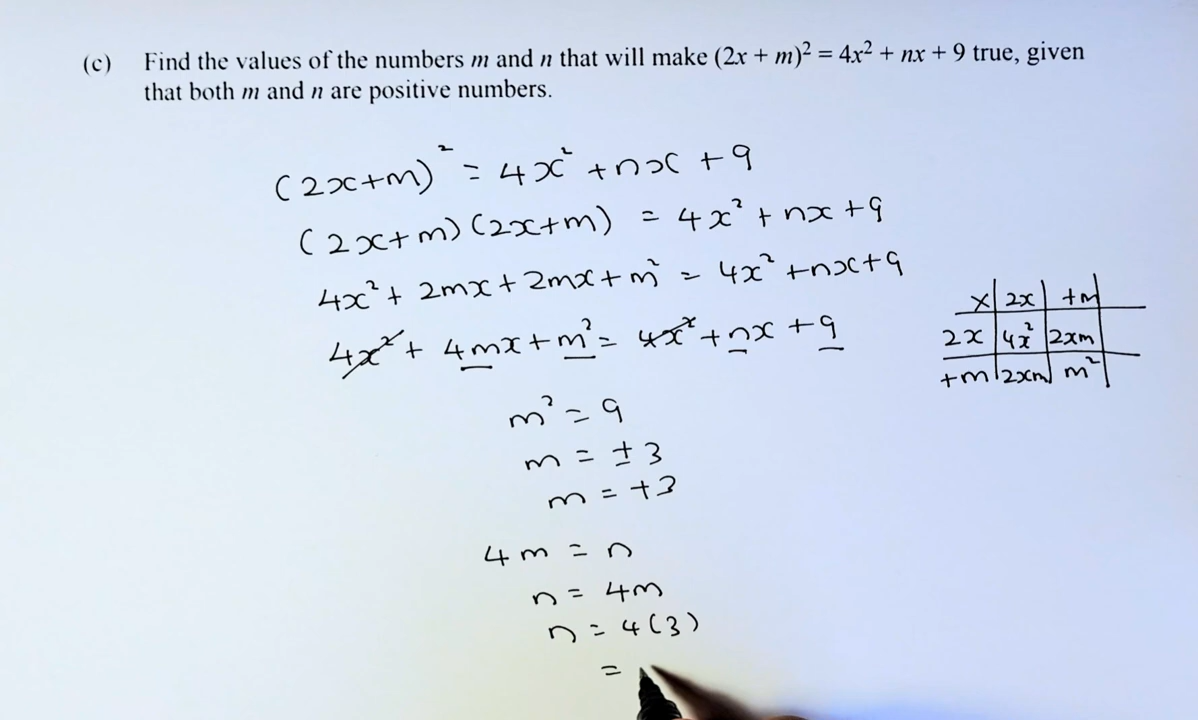 (c) Find the values of the numbers m and n that will make (2x + m)² = 4x² + nx + 9 true, given
that both m and n are positive numbers.
(2x+m)² = 4x² + nx + 9
(2x+m)(2x+m) = 4x² + nx + 9
4x² + 2mx + 2mx + m² = 4x² + nx + 9
4x² + 4mx + m² = 4x² + nx + 9
x 2x +m
2x 4x² 2xm
+m 2xm m²
m² = 9
m = ± 3
m = +3
4m = n
n = 4m
n = 4(3)
=